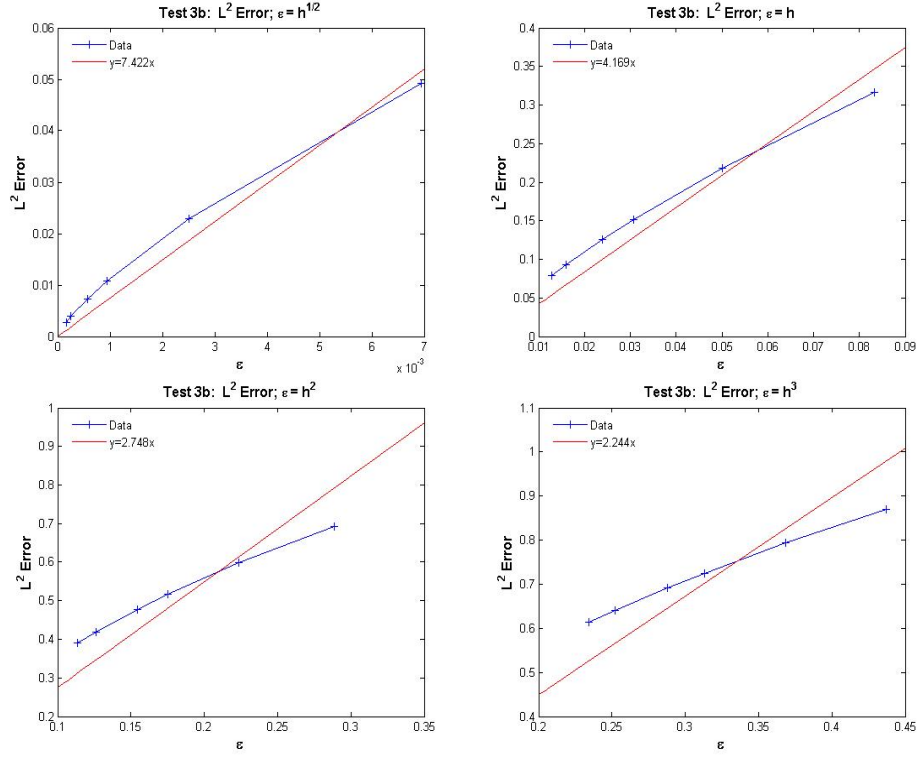 Test 3b: L² Error; ε = h^{1/2}
0.06
0.05
0.04
0.03
0.02
0.01
0
L² Error
Data
y=7.422x
0 1 2 3 4 5 6 7
x 10⁻³
ε
Test 3b: L² Error; ε = h
0.4
0.35
0.3
0.25
0.2
0.15
0.1
0.05
0
L² Error
Data
y=4.169x
0.01 0.02 0.03 0.04 0.05 0.06 0.07 0.08 0.09
ε
Test 3b: L² Error; ε = h²
1
0.9
0.8
0.7
0.6
0.5
0.4
0.3
0.2
L² Error
Data
y=2.748x
0.1 0.15 0.2 0.25 0.3 0.35
ε
Test 3b: L² Error; ε = h³
1.1
1
0.9
0.8
0.7
0.6
0.5
0.4
L² Error
Data
y=2.244x
0.2 0.25 0.3 0.35 0.4 0.45
ε